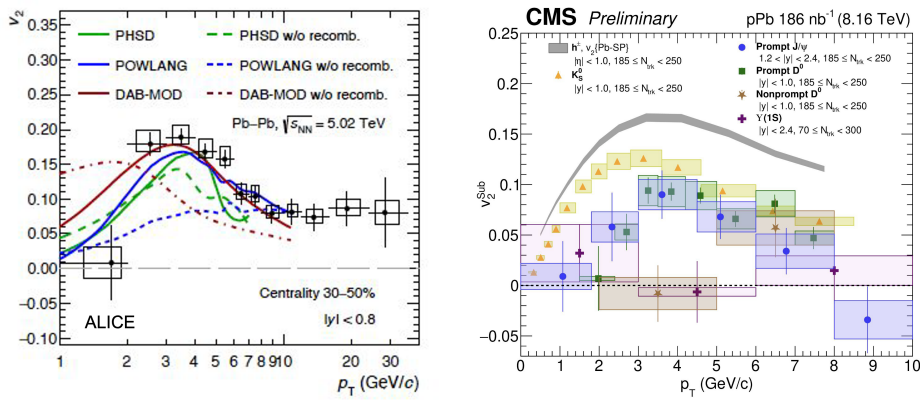 v₂
0.37
0.35
0.30
0.25
0.20
0.15
0.10
0.05
0.00
−0.05
−0.10
PHSD
PHSD w/o recomb.
POWLANG
POWLANG w/o recomb.
DAB-MOD
DAB-MOD w/o recomb.
Pb–Pb, √sNN = 5.02 TeV
Centrality 30–50%
ALICE
|y| < 0.8
1 2 3 4 5 6 7 8 9 10 20 30
pT (GeV/c)
CMS Preliminary pPb 186 nb⁻¹ (8.16 TeV)
v₂^Sub
0.25
0.2
0.15
0.1
0.05
0
−0.05
h±, v₂{Pb-SP}
|η| < 1.0, 185 ≤ Ntrk < 250
K⁰S
|y| < 1.0, 185 ≤ Ntrk < 250
Prompt J/ψ
1.2 < |y| < 2.4, 185 ≤ Ntrk < 250
Prompt D⁰
|y| < 1.0, 185 ≤ Ntrk < 250
Nonprompt D⁰
|y| < 1.0, 185 ≤ Ntrk < 250
ϒ(1S)
|y| < 2.4, 70 ≤ Ntrk < 300
0 1 2 3 4 5 6 7 8 9 10
pT (GeV/c)